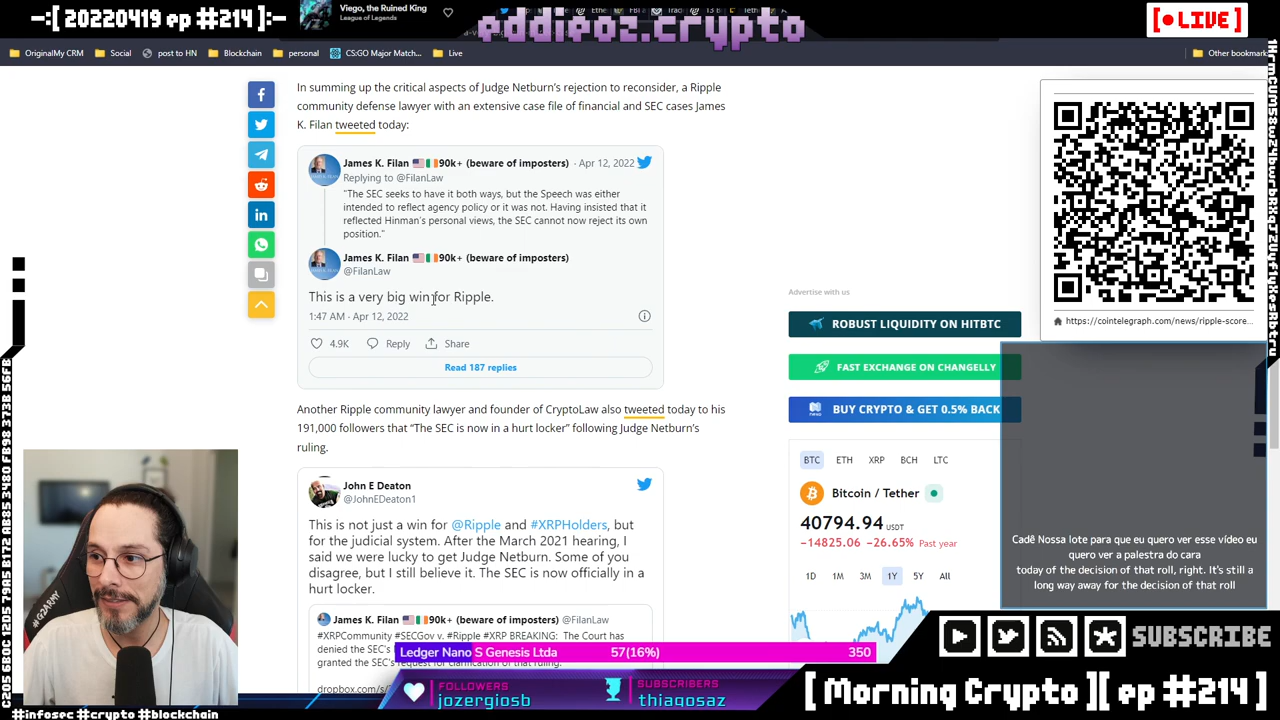 -:[ 20220419 ep #214 ]:-
Viego, the Ruined King
League of Legends
eddieoz.crypto
[ LIVE ]
OriginalMy CRM
Social
post to HN
Blockchain
personal
CS:GO Major Match...
Live
Other bookmark
In summing up the critical aspects of Judge Netburn's rejection to reconsider, a Ripple
community defense lawyer with an extensive case file of financial and SEC cases James
K. Filan tweeted today:
James K. Filan 🇺🇸🇮🇪90k+ (beware of imposters) · Apr 12, 2022
Replying to @FilanLaw
"The SEC seeks to have it both ways, but the Speech was either
intended to reflect agency policy or it was not. Having insisted that it
reflected Hinman's personal views, the SEC cannot now reject its own
position."
James K. Filan 🇺🇸🇮🇪90k+ (beware of imposters)
@FilanLaw
This is a very big win for Ripple.
1:47 AM · Apr 12, 2022
4.9K Reply Share
Read 187 replies
Another Ripple community lawyer and founder of CryptoLaw also tweeted today to his
191,000 followers that "The SEC is now in a hurt locker" following Judge Netburn's
ruling.
John E Deaton
@JohnEDeaton1
This is not just a win for @Ripple and #XRPHolders, but
for the judicial system. After the March 2021 hearing, I
said we were lucky to get Judge Netburn. Some of you
disagree, but I still believe it. The SEC is now officially in a
hurt locker.
James K. Filan 🇺🇸🇮🇪90k+ (beware of imposters) @FilanLaw
#XRPCommunity #SECGov v. #Ripple #XRP BREAKING: The Court has
denied the SEC's
granted the SEC's request for clarification of that ruling.
dropbox.com/s/
Advertise with us
ROBUST LIQUIDITY ON HITBTC
FAST EXCHANGE ON CHANGELLY
BUY CRYPTO & GET 0.5% BACK
BTC ETH XRP BCH LTC
Bitcoin / Tether
40794.94 USDT
−14825.06 −26.65% Past year
1D 1M 3M 1Y 5Y All
https://cointelegraph.com/news/ripple-score...
Cadê Nossa lote para que eu quero ver esse vídeo eu
quero ver a palestra do cara
today of the decision of that roll, right. It's still a
long way away for the decision of that roll
SUBSCRIBE
Ledger Nano S Genesis Ltda 57(16%) 350
FOLLOWERS
jozergiosb
SUBSCRIBERS
thiagosaz
[ Morning Crypto ][ ep #214 ]
#infosec #crypto #blockchain